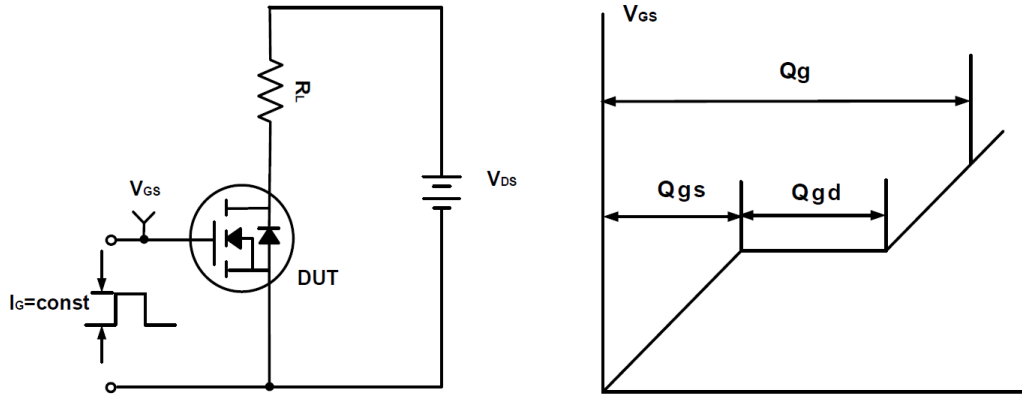 RL
VGS
VDS
DUT
IG=const
VGS
Qg
Qgs
Qgd